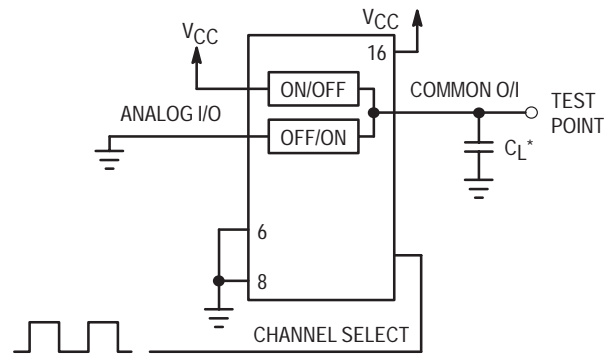 VCC
VCC
16
ON/OFF
COMMON O/I
TEST
POINT
ANALOG I/O
OFF/ON
CL*
6
8
CHANNEL SELECT